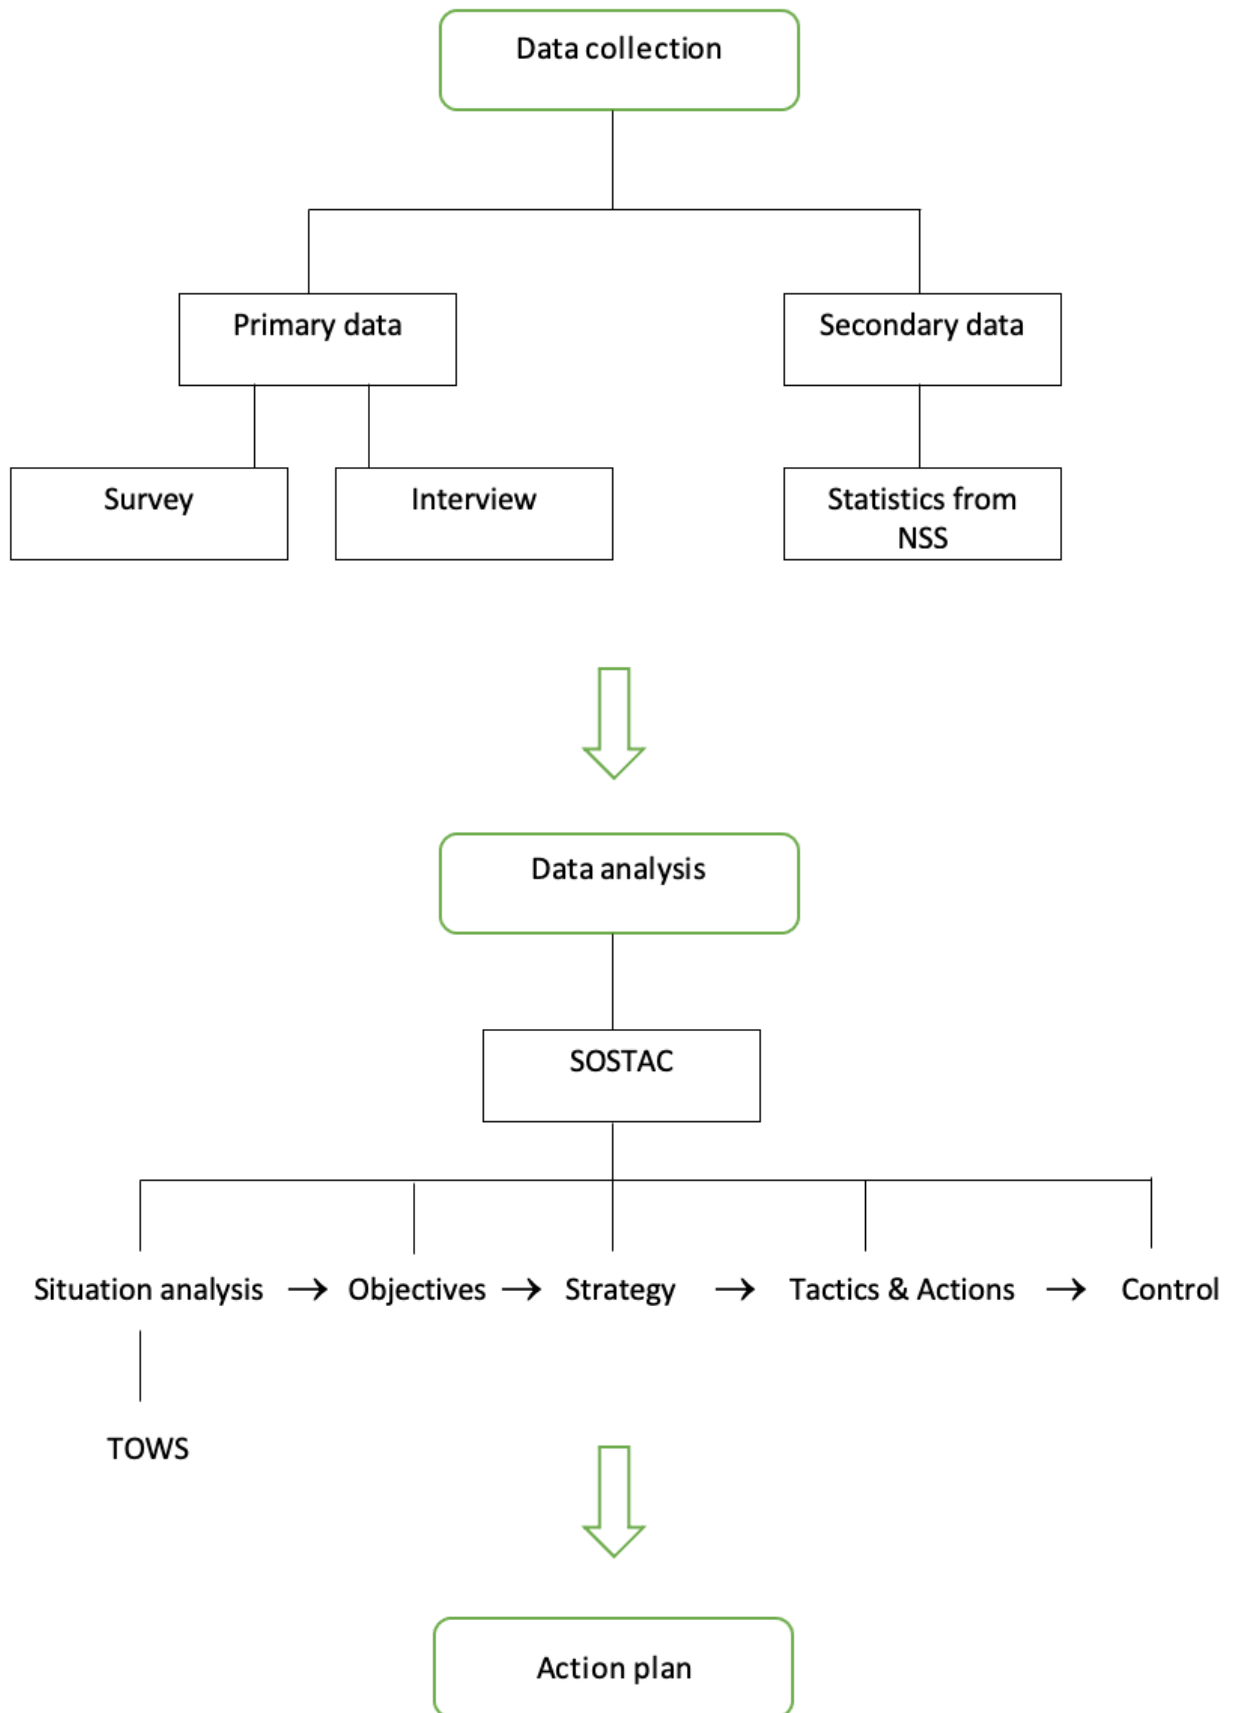 Data collection
Primary data
Secondary data
Survey
Interview
Statistics from
NSS
Data analysis
SOSTAC
Situation analysis → Objectives → Strategy → Tactics & Actions → Control
TOWS
Action plan